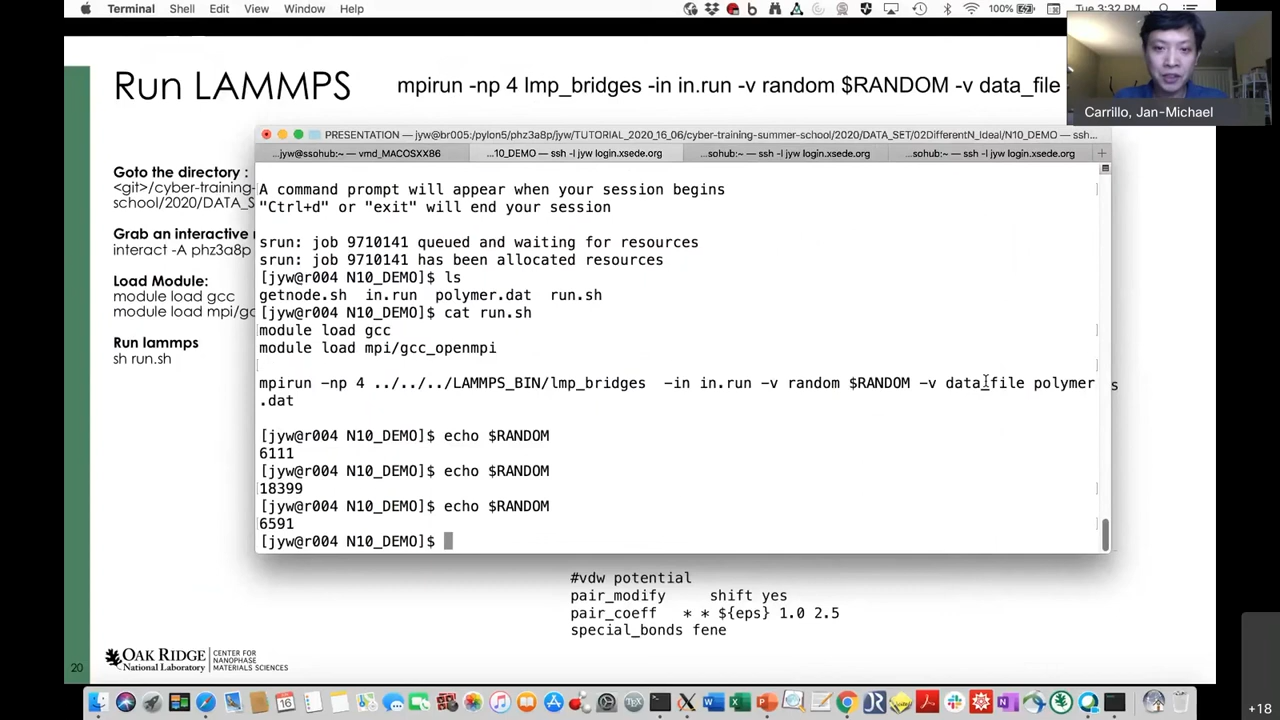 Terminal Shell Edit View Window Help 100% Tue 3:32 PM
Run LAMMPS
mpirun -np 4 lmp_bridges -in in.run -v random $RANDOM -v data_file
Carrillo, Jan-Michael
PRESENTATION — jyw@br005:/pylon5/phz3a8p/jyw/TUTORIAL_2020_16_06/cyber-training-summer-school/2020/DATA_SET/02DifferentN_Ideal/N10_DEMO — ssh...
...jyw@ssohub:~ — vmd_MACOSXX86 ...10_DEMO — ssh -l jyw login.xsede.org ...sohub:~ — ssh -l jyw login.xsede.org ...sohub:~ — ssh -l jyw login.xsede.org +
Goto the directory :
<git>/cyber-training-
school/2020/DATA_S
Grab an interactive
interact -A phz3a8p
Load Module:
module load gcc
module load mpi/gc
Run lammps
sh run.sh
A command prompt will appear when your session begins
"Ctrl+d" or "exit" will end your session
srun: job 9710141 queued and waiting for resources
srun: job 9710141 has been allocated resources
[jyw@r004 N10_DEMO]$ ls
getnode.sh in.run polymer.dat run.sh
[jyw@r004 N10_DEMO]$ cat run.sh
module load gcc
module load mpi/gcc_openmpi
mpirun -np 4 ../../../LAMMPS_BIN/lmp_bridges -in in.run -v random $RANDOM -v data_file polymer
.dat
s
[jyw@r004 N10_DEMO]$ echo $RANDOM
6111
[jyw@r004 N10_DEMO]$ echo $RANDOM
18399
[jyw@r004 N10_DEMO]$ echo $RANDOM
6591
[jyw@r004 N10_DEMO]$
#vdw potential
pair_modify shift yes
pair_coeff * * ${eps} 1.0 2.5
special_bonds fene
20
OAK RIDGE
National Laboratory
CENTER FOR
NANOPHASE
MATERIALS SCIENCES
16
+18